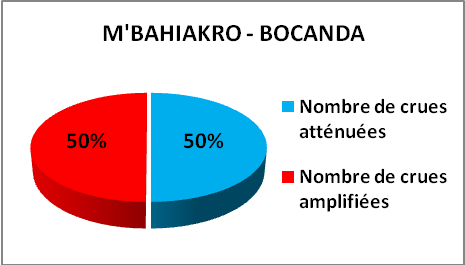 M'BAHIAKRO - BOCANDA
50%
50%
Nombre de crues
atténuées
Nombre de crues
amplifiées